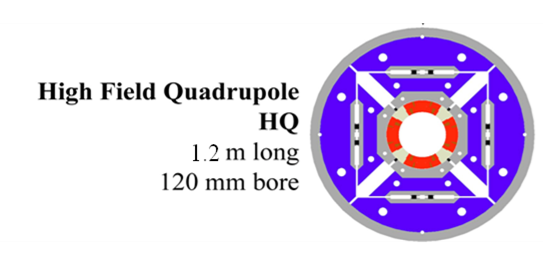 High Field Quadrupole
HQ
1.2 m long
120 mm bore